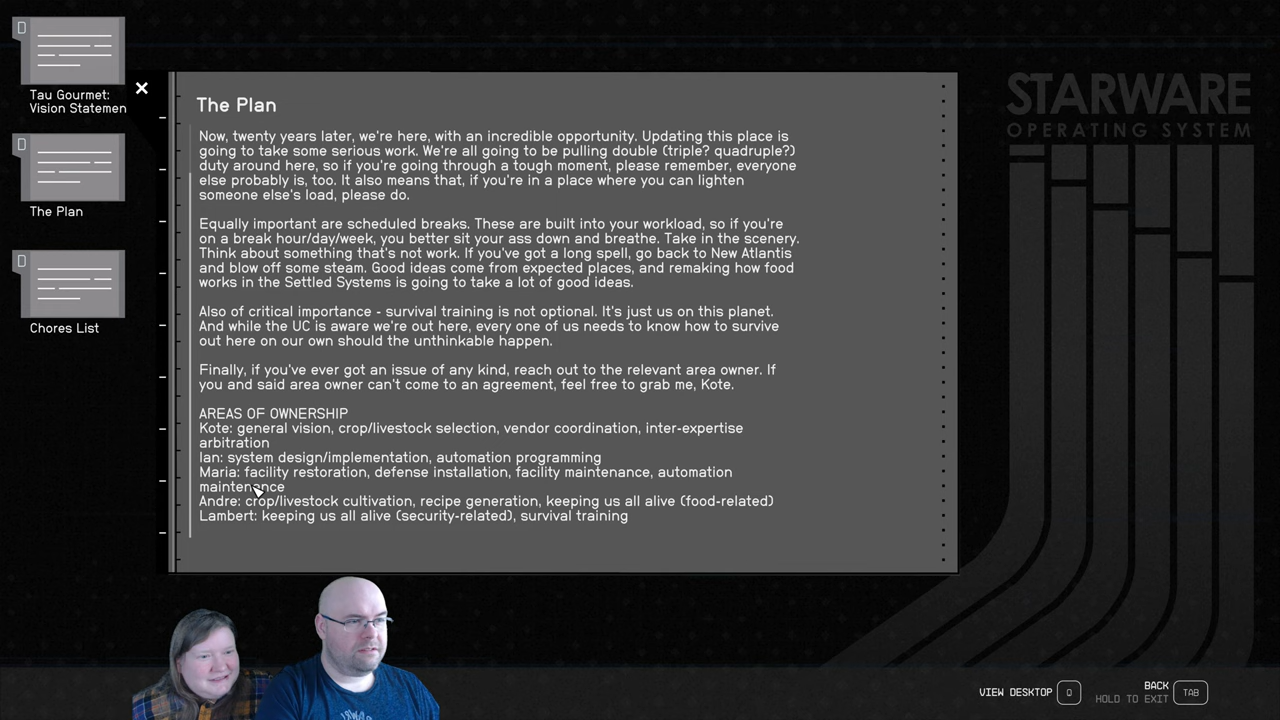 Tau Gourmet:
Vision Statemen
The Plan
Chores List
The Plan
Now, twenty years later, we're here, with an incredible opportunity. Updating this place is
going to take some serious work. We're all going to be pulling double (triple? quadruple?)
duty around here, so if you're going through a tough moment, please remember, everyone
else probably is, too. It also means that, if you're in a place where you can lighten
someone else's load, please do.
Equally important are scheduled breaks. These are built into your workload, so if you're
on a break hour/day/week, you better sit your ass down and breathe. Take in the scenery.
Think about something that's not work. If you've got a long spell, go back to New Atlantis
and blow off some steam. Good ideas come from expected places, and remaking how food
works in the Settled Systems is going to take a lot of good ideas.
Also of critical importance - survival training is not optional. It's just us on this planet.
And while the UC is aware we're out here, every one of us needs to know how to survive
out here on our own should the unthinkable happen.
Finally, if you've ever got an issue of any kind, reach out to the relevant area owner. If
you and said area owner can't come to an agreement, feel free to grab me, Kote.
AREAS OF OWNERSHIP
Kote: general vision, crop/livestock selection, vendor coordination, inter-expertise
arbitration
Ian: system design/implementation, automation programming
Maria: facility restoration, defense installation, facility maintenance, automation
maintenance
Andre: crop/livestock cultivation, recipe generation, keeping us all alive (food-related)
Lambert: keeping us all alive (security-related), survival training
STARWARE
OPERATING SYSTEM
VIEW DESKTOP Q
BACK
HOLD TO EXIT TAB